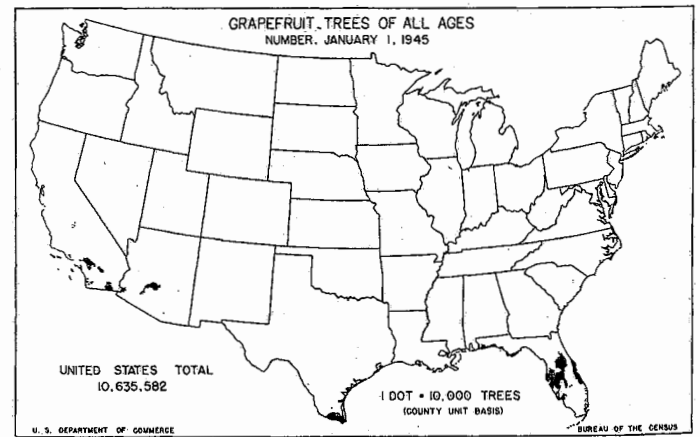 GRAPEFRUIT TREES OF ALL AGES
NUMBER, JANUARY 1, 1945
UNITED STATES TOTAL
10,635,582
1 DOT = 10,000 TREES
(COUNTY UNIT BASIS)
U. S. DEPARTMENT OF COMMERCE
BUREAU OF THE CENSUS